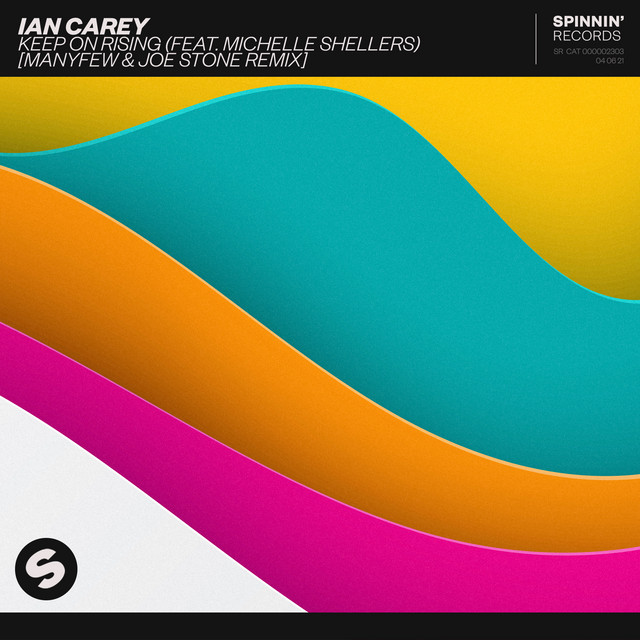 IAN CAREY
KEEP ON RISING (FEAT. MICHELLE SHELLERS)
[MANYFEW & JOE STONE REMIX]
SPINNIN'
RECORDS
SR CAT 000002303
04 06 21